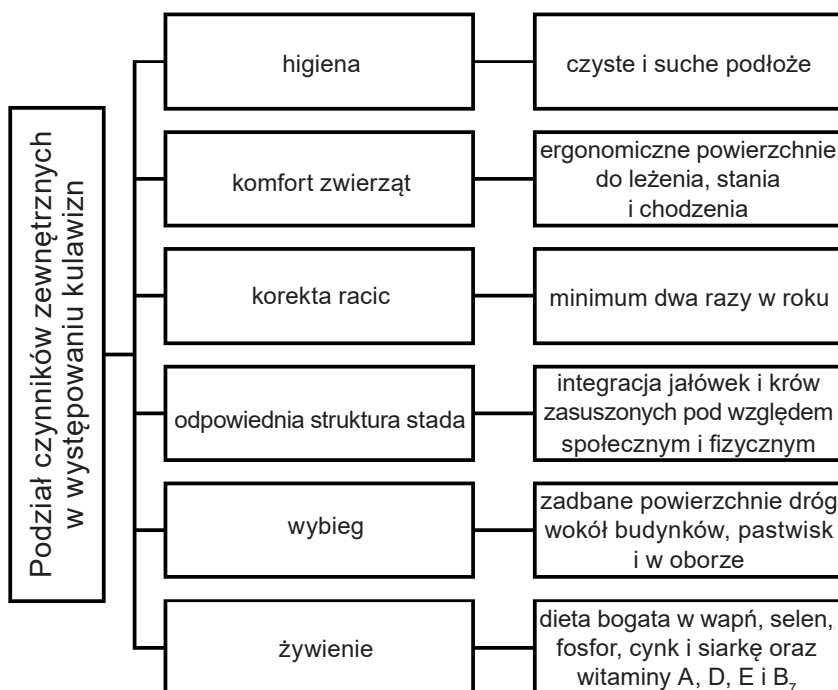 Podział czynników zewnętrznych
w występowaniu kulawizn
higiena
czyste i suche podłoże
komfort zwierząt
ergonomiczne powierzchnie
do leżenia, stania
i chodzenia
korekta racic
minimum dwa razy w roku
odpowiednia struktura stada
integracja jałówek i krów
zasuszonych pod względem
społecznym i fizycznym
wybieg
zadbane powierzchnie dróg
wokół budynków, pastwisk
i w oborze
żywienie
dieta bogata w wapń, selen,
fosfor, cynk i siarkę oraz
witaminy A, D, E i B₇